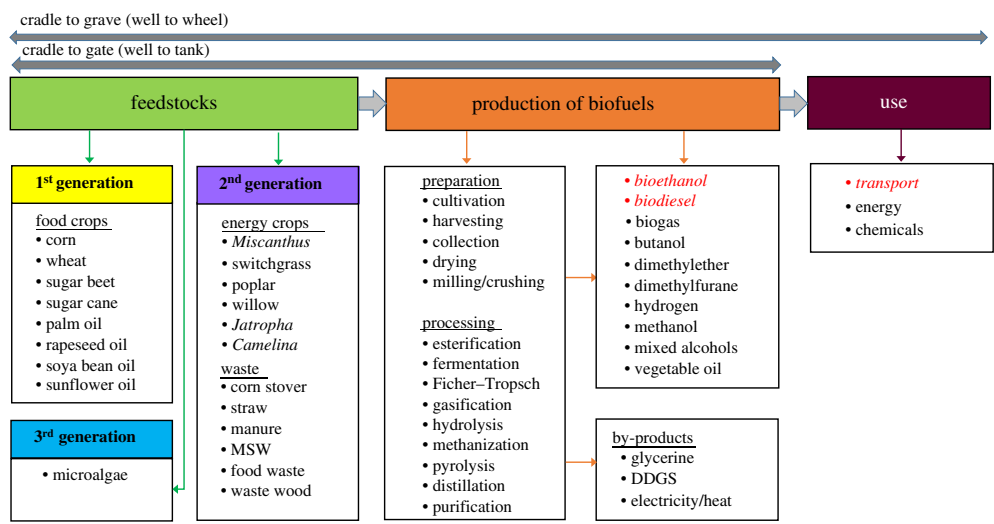 cradle to grave (well to wheel)
cradle to gate (well to tank)
feedstocks
production of biofuels
use
1st generation
food crops
• corn
• wheat
• sugar beet
• sugar cane
• palm oil
• rapeseed oil
• soya bean oil
• sunflower oil
3rd generation
• microalgae
2nd generation
energy crops
• Miscanthus
• switchgrass
• poplar
• willow
• Jatropha
• Camelina
waste
• corn stover
• straw
• manure
• MSW
• food waste
• waste wood
preparation
• cultivation
• harvesting
• collection
• drying
• milling/crushing
processing
• esterification
• fermentation
• Ficher–Tropsch
• gasification
• hydrolysis
• methanization
• pyrolysis
• distillation
• purification
• bioethanol
• biodiesel
• biogas
• butanol
• dimethylether
• dimethylfurane
• hydrogen
• methanol
• mixed alcohols
• vegetable oil
by-products
• glycerine
• DDGS
• electricity/heat
• transport
• energy
• chemicals